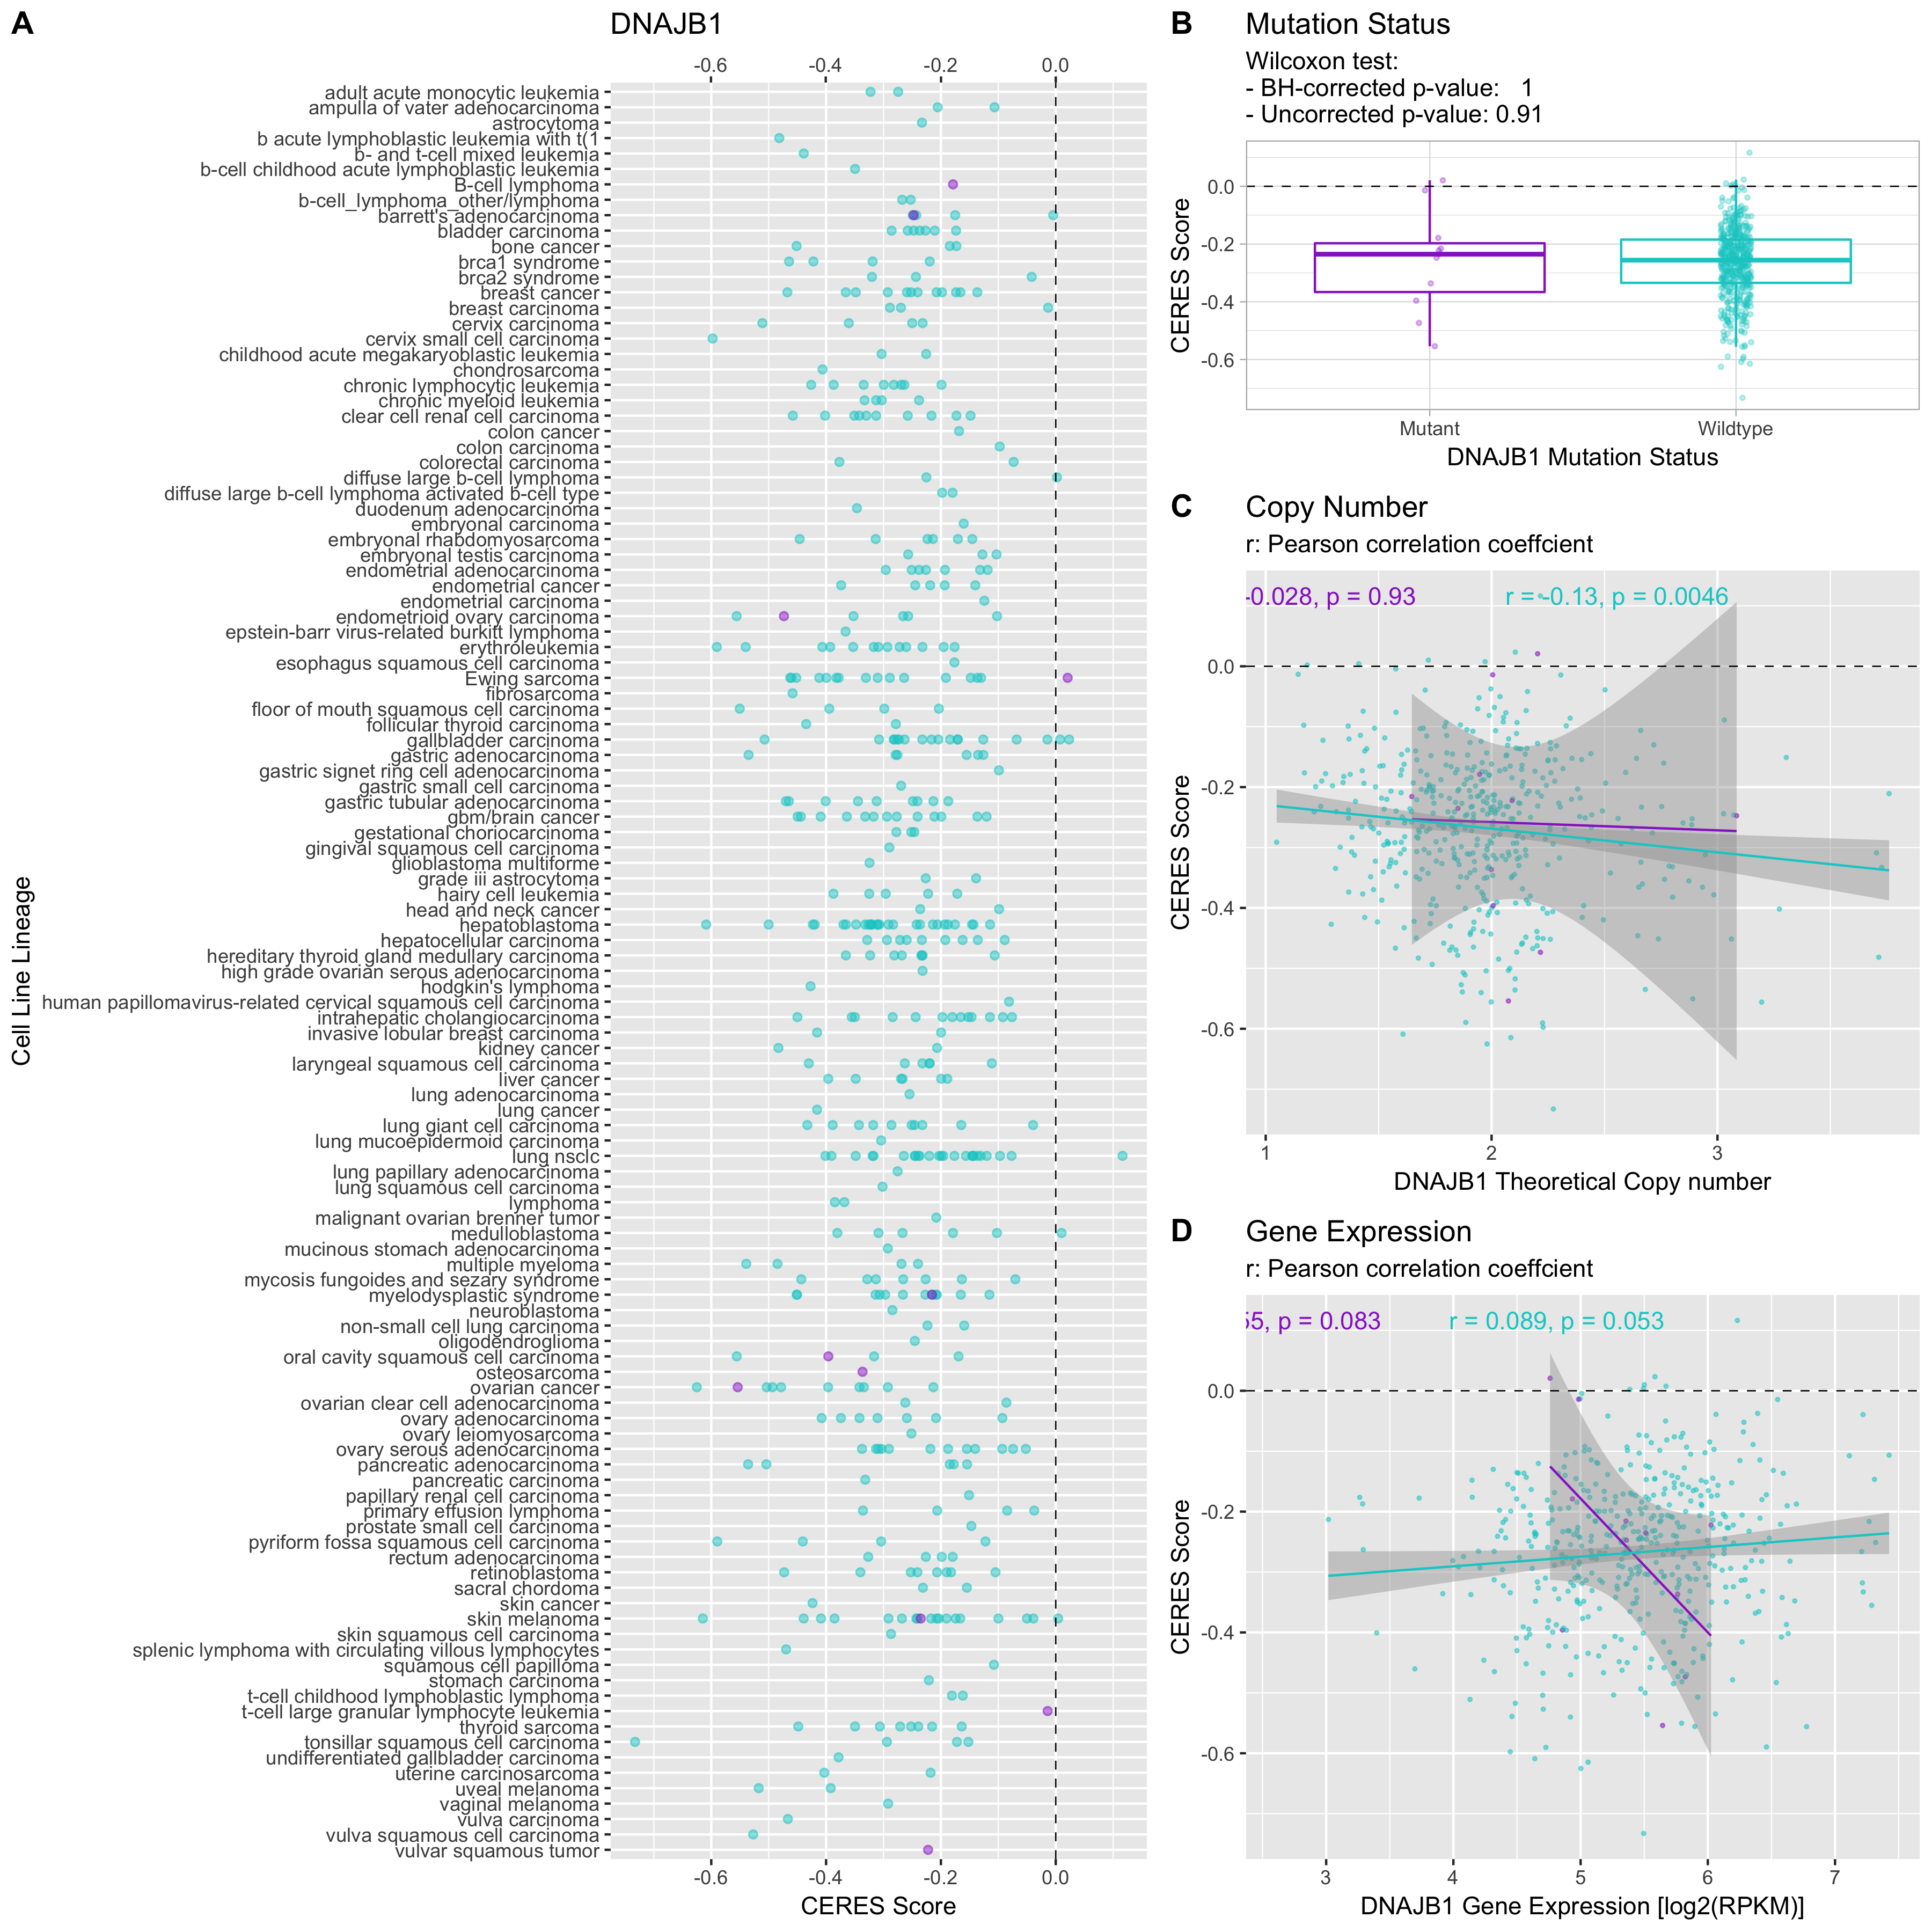 A
DNAJB1
-0.6 -0.4 -0.2 0.0
adult acute monocytic leukemia
ampulla of vater adenocarcinoma
astrocytoma
b acute lymphoblastic leukemia with t(1
b- and t-cell mixed leukemia
b-cell childhood acute lymphoblastic leukemia
B-cell lymphoma
b-cell_lymphoma_other/lymphoma
barrett's adenocarcinoma
bladder carcinoma
bone cancer
brca1 syndrome
brca2 syndrome
breast cancer
breast carcinoma
cervix carcinoma
cervix small cell carcinoma
childhood acute megakaryoblastic leukemia
chondrosarcoma
chronic lymphocytic leukemia
chronic myeloid leukemia
clear cell renal cell carcinoma
colon cancer
colon carcinoma
colorectal carcinoma
diffuse large b-cell lymphoma
diffuse large b-cell lymphoma activated b-cell type
duodenum adenocarcinoma
embryonal carcinoma
embryonal rhabdomyosarcoma
embryonal testis carcinoma
endometrial adenocarcinoma
endometrial cancer
endometrial carcinoma
endometrioid ovary carcinoma
epstein-barr virus-related burkitt lymphoma
erythroleukemia
esophagus squamous cell carcinoma
Ewing sarcoma
fibrosarcoma
floor of mouth squamous cell carcinoma
follicular thyroid carcinoma
gallbladder carcinoma
gastric adenocarcinoma
gastric signet ring cell adenocarcinoma
gastric small cell carcinoma
gastric tubular adenocarcinoma
gbm/brain cancer
gestational choriocarcinoma
gingival squamous cell carcinoma
glioblastoma multiforme
grade iii astrocytoma
hairy cell leukemia
head and neck cancer
hepatoblastoma
hepatocellular carcinoma
hereditary thyroid gland medullary carcinoma
high grade ovarian serous adenocarcinoma
hodgkin's lymphoma
human papillomavirus-related cervical squamous cell carcinoma
intrahepatic cholangiocarcinoma
invasive lobular breast carcinoma
kidney cancer
laryngeal squamous cell carcinoma
liver cancer
lung adenocarcinoma
lung cancer
lung giant cell carcinoma
lung mucoepidermoid carcinoma
lung nsclc
lung papillary adenocarcinoma
lung squamous cell carcinoma
lymphoma
malignant ovarian brenner tumor
medulloblastoma
mucinous stomach adenocarcinoma
multiple myeloma
mycosis fungoides and sezary syndrome
myelodysplastic syndrome
neuroblastoma
non-small cell lung carcinoma
oligodendroglioma
oral cavity squamous cell carcinoma
osteosarcoma
ovarian cancer
ovarian clear cell adenocarcinoma
ovary adenocarcinoma
ovary leiomyosarcoma
ovary serous adenocarcinoma
pancreatic adenocarcinoma
pancreatic carcinoma
papillary renal cell carcinoma
primary effusion lymphoma
prostate small cell carcinoma
pyriform fossa squamous cell carcinoma
rectum adenocarcinoma
retinoblastoma
sacral chordoma
skin cancer
skin melanoma
skin squamous cell carcinoma
splenic lymphoma with circulating villous lymphocytes
squamous cell papilloma
stomach carcinoma
t-cell childhood lymphoblastic lymphoma
t-cell large granular lymphocyte leukemia
thyroid sarcoma
tonsillar squamous cell carcinoma
undifferentiated gallbladder carcinoma
uterine carcinosarcoma
uveal melanoma
vaginal melanoma
vulva carcinoma
vulva squamous cell carcinoma
vulvar squamous tumor
-0.6 -0.4 -0.2 0.0
CERES Score
Cell Line Lineage
B
Mutation Status
Wilcoxon test:
- BH-corrected p-value: 1
- Uncorrected p-value: 0.91
0.0
-0.2
-0.4
-0.6
CERES Score
Mutant Wildtype
DNAJB1 Mutation Status
C
Copy Number
r: Pearson correlation coeffcient
-0.028, p = 0.93 r = -0.13, p = 0.0046
0.0
-0.2
-0.4
-0.6
CERES Score
1 2 3
DNAJB1 Theoretical Copy number
D
Gene Expression
r: Pearson correlation coeffcient
55, p = 0.083 r = 0.089, p = 0.053
0.0
-0.2
-0.4
-0.6
CERES Score
3 4 5 6 7
DNAJB1 Gene Expression [log2(RPKM)]